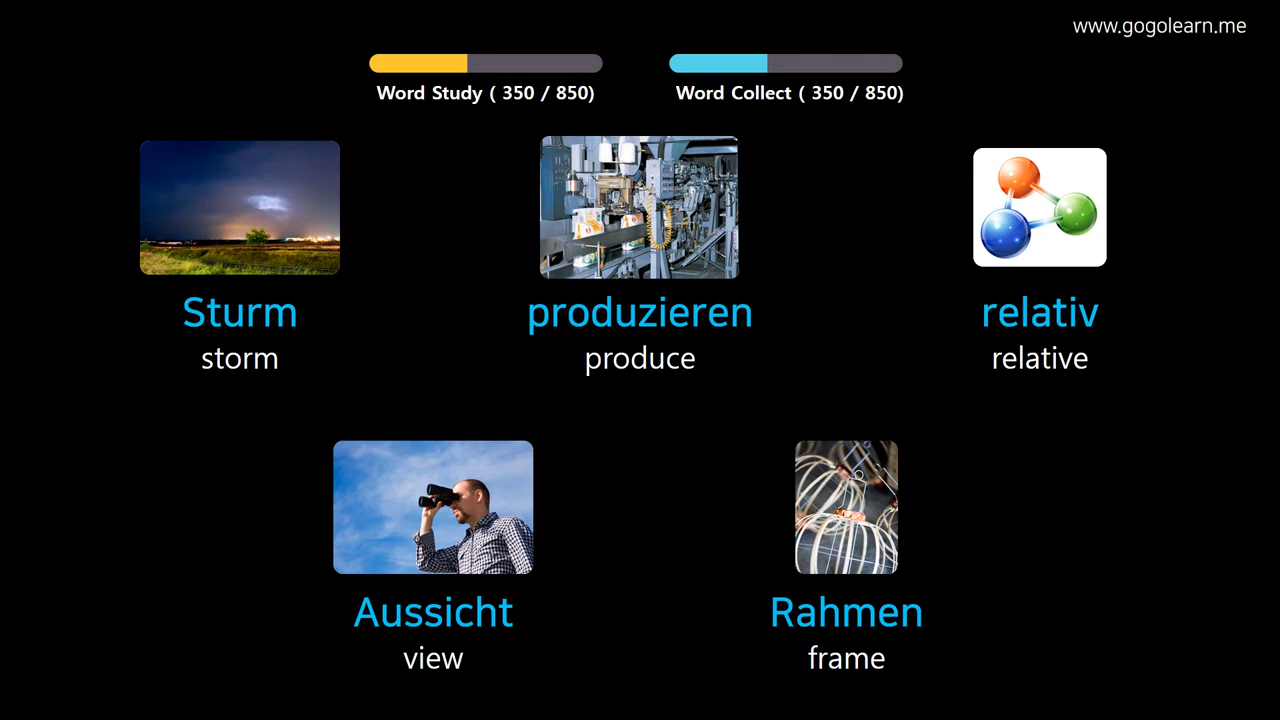 www.gogolearn.me
Word Study ( 350 / 850)
Word Collect ( 350 / 850)
Sturm
storm
produzieren
produce
relativ
relative
Aussicht
view
Rahmen
frame